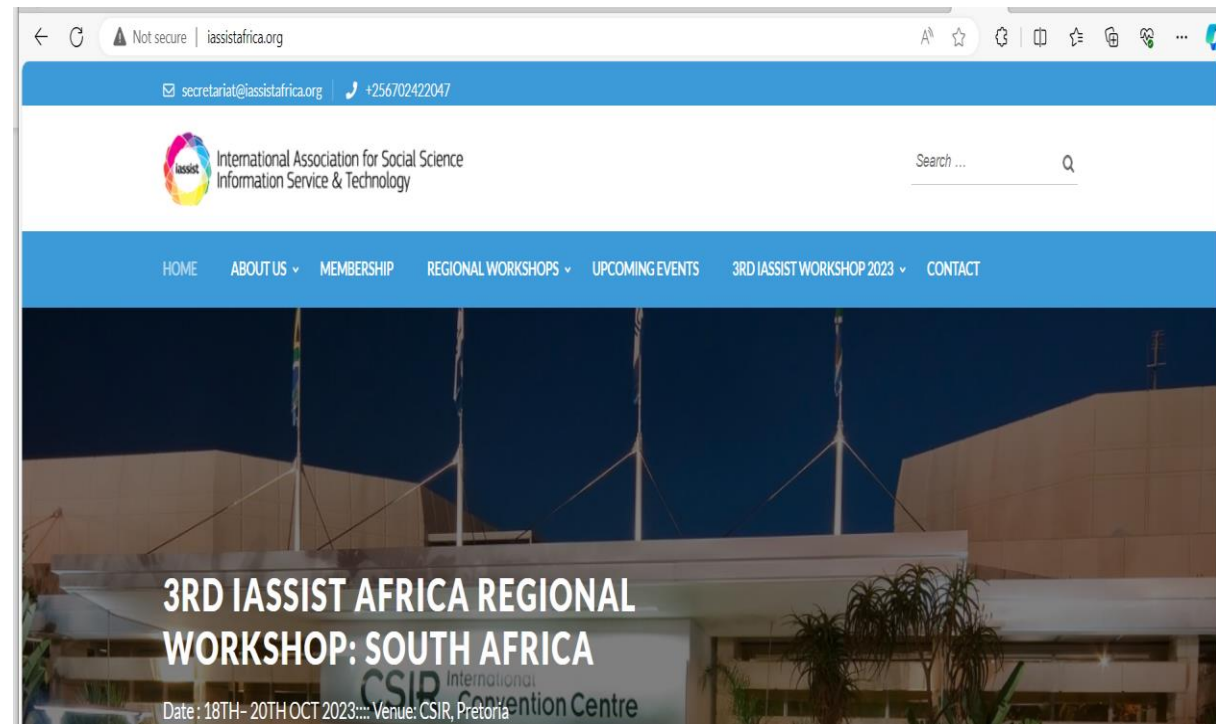 Not secure | iassistafrica.org
secretariat@iassistafrica.org | +256702422047
iassist
International Association for Social Science
Information Service & Technology
Search ...
HOME ABOUT US MEMBERSHIP REGIONAL WORKSHOPS UPCOMING EVENTS 3RD IASSIST WORKSHOP 2023 CONTACT
3RD IASSIST AFRICA REGIONAL
WORKSHOP: SOUTH AFRICA
CSIR International
Convention Centre
Date : 18TH– 20TH OCT 2023:::: Venue: CSIR, Pretoria